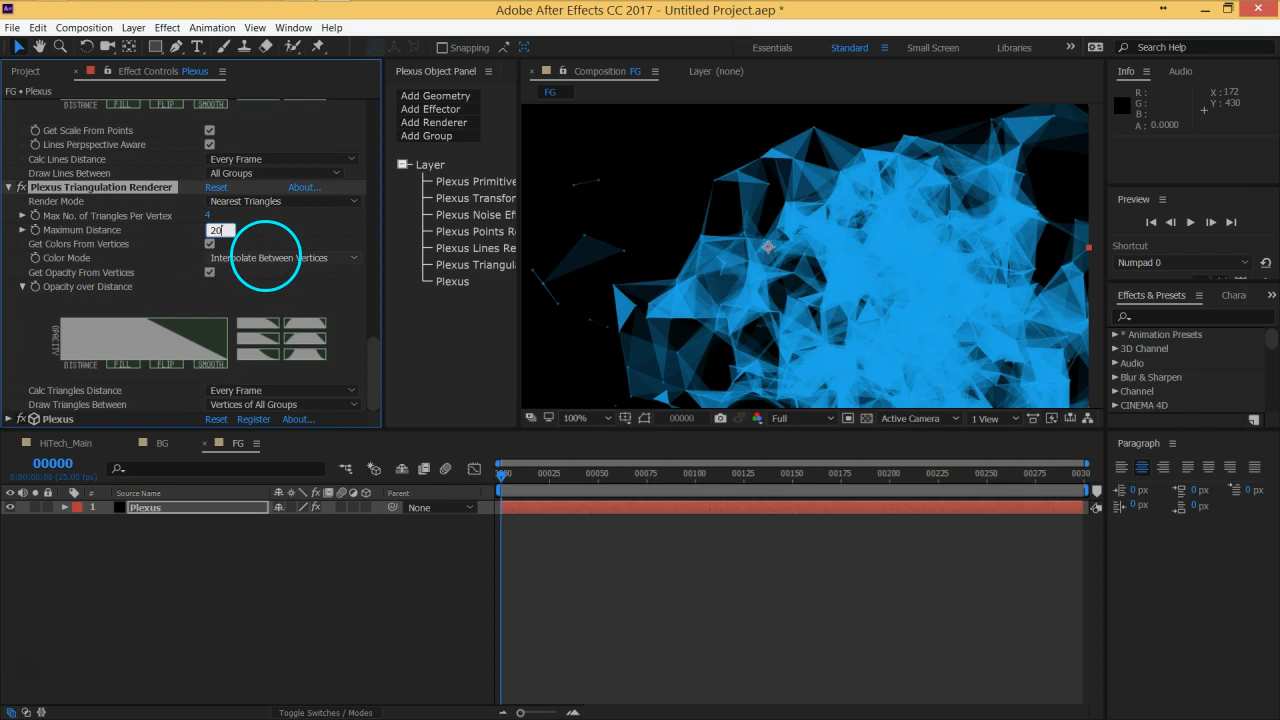 Adobe After Effects CC 2017 - Untitled Project.aep *
File Edit Composition Layer Effect Animation View Window Help
Snapping Essentials Standard Small Screen Libraries Search Help
Project Effect Controls Plexus
FG • Plexus
DISTANCE FILL FLIP SMOOTH
Get Scale From Points
Lines Perpspective Aware
Calc Lines Distance Every Frame
Draw Lines Between All Groups
Plexus Triangulation Renderer Reset About...
Render Mode Nearest Triangles
Max No. of Triangles Per Vertex 4
Maximum Distance 20
Get Colors From Vertices
Color Mode Interpolate Between Vertices
Get Opacity From Vertices
Opacity over Distance
OPACITY
DISTANCE FILL FLIP SMOOTH
Calc Triangles Distance Every Frame
Draw Triangles Between Vertices of All Groups
Plexus Reset Register About...
Plexus Object Panel
Add Geometry
Add Effector
Add Renderer
Add Group
Layer
Plexus Primitive
Plexus Transfor
Plexus Noise Ef
Plexus Points R
Plexus Lines Re
Plexus Triangula
Plexus
Composition FG Layer (none)
FG
100% 00000 Full Active Camera 1 View
Info Audio
R : X : 172
G : Y : 430
B :
A : 0.0000
Preview
Shortcut
Numpad 0
Effects & Presets Chara
* Animation Presets
3D Channel
Audio
Blur & Sharpen
Channel
CINEMA 4D
HiTech_Main BG FG
00000
0:00:00:00 (25.00 fps)
# Source Name Parent
1 Plexus None
0000 00025 00050 00075 00100 00125 00150 00175 00200 00225 00250 00275 0030
Toggle Switches / Modes
Paragraph
0 px 0 px 0 px
0 px 0 px